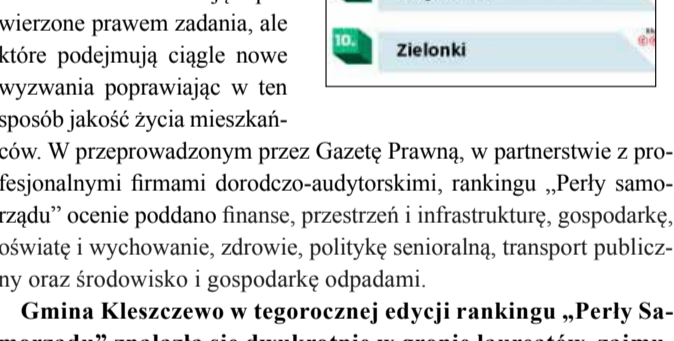 wierzone prawem zadania, ale
które podejmują ciągle nowe
wyzwania poprawiając w ten
sposób jakość życia mieszkań-
10. Zielonki
ców. W przeprowadzonym przez Gazetę Prawną, w partnerstwie z pro-
fesjonalnymi firmami dorodczo-audytorskimi, rankingu „Perły samo-
rządu” ocenie poddano finanse, przestrzeń i infrastrukturę, gospodarkę,
oświatę i wychowanie, zdrowie, politykę senioralną, transport publicz-
ny oraz środowisko i gospodarkę odpadami.
Gmina Kleszczewo w tegorocznej edycji rankingu „Perły Sa-